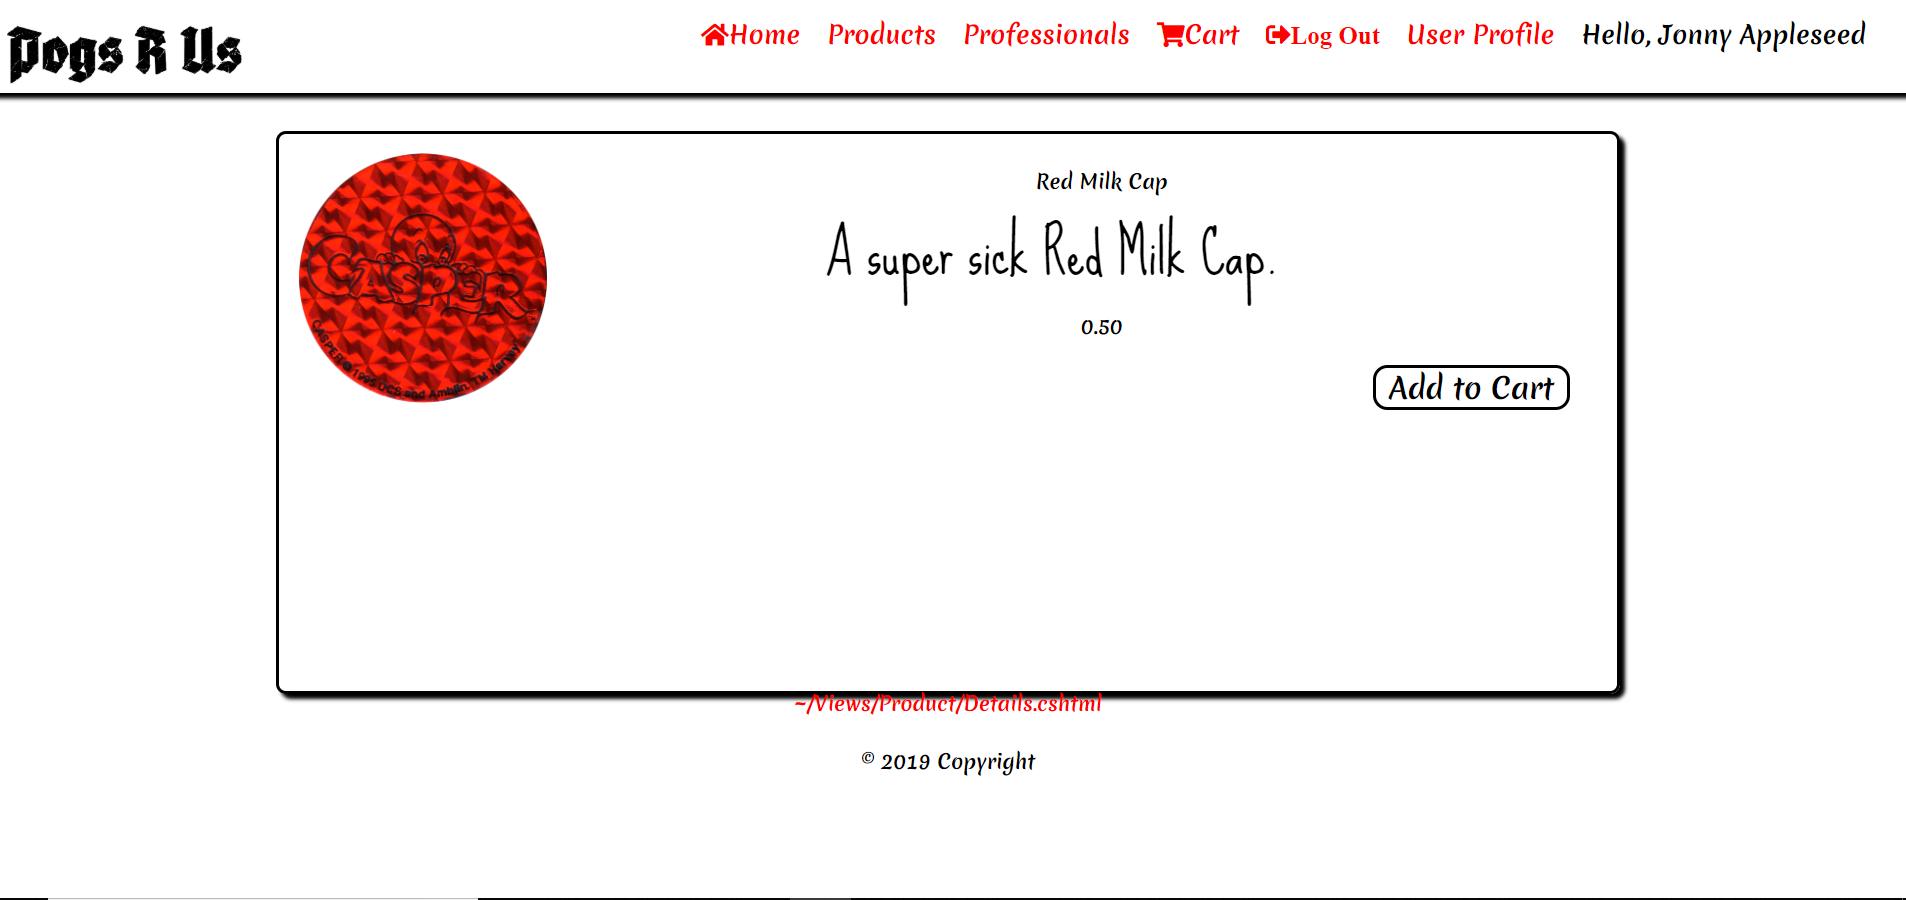 Pogs R Us
Home Products Professionals Cart Log Out User Profile Hello, Jonny Appleseed
Red Milk Cap
A super sick Red Milk Cap.
0.50
CASPER
CASPER © 1995 UCS and Amblin. TM Harvey
Add to Cart
~/Views/Product/Details.cshtml
© 2019 Copyright